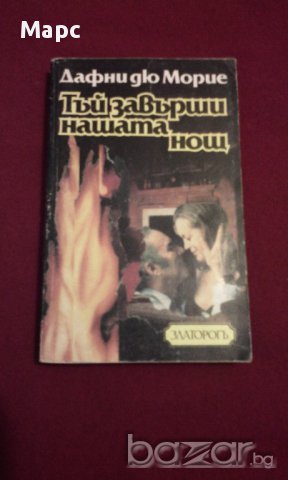 Марс
Дафни дю Морие
Тъй завърши
нашата
нощ
ЗЛАТОРОГЪ
bazar.bg